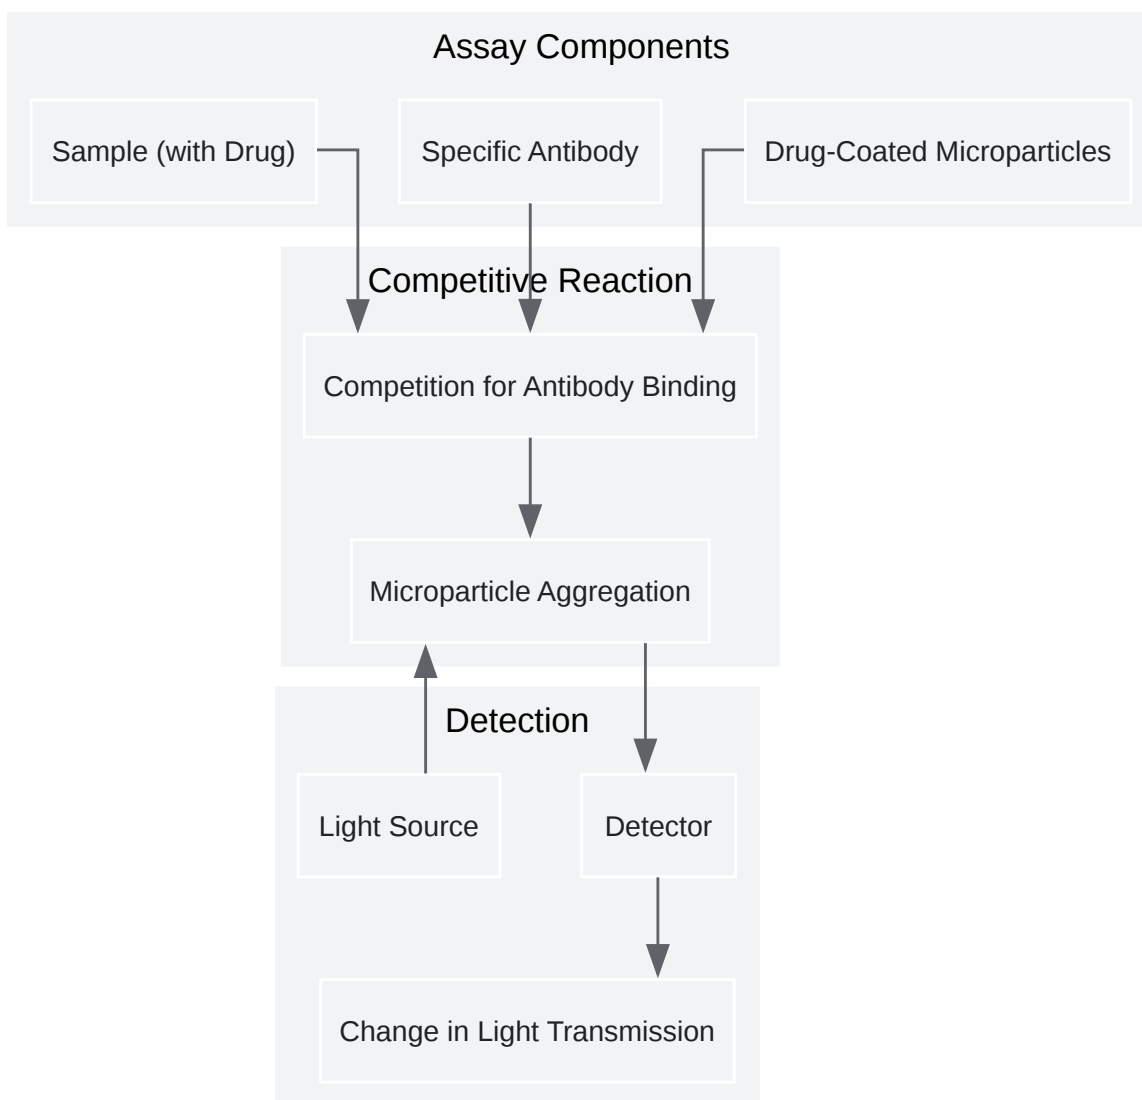 Assay Components
Sample (with Drug)
Specific Antibody
Drug-Coated Microparticles
Competitive Reaction
Competition for Antibody Binding
Microparticle Aggregation
Detection
Light Source
Detector
Change in Light Transmission